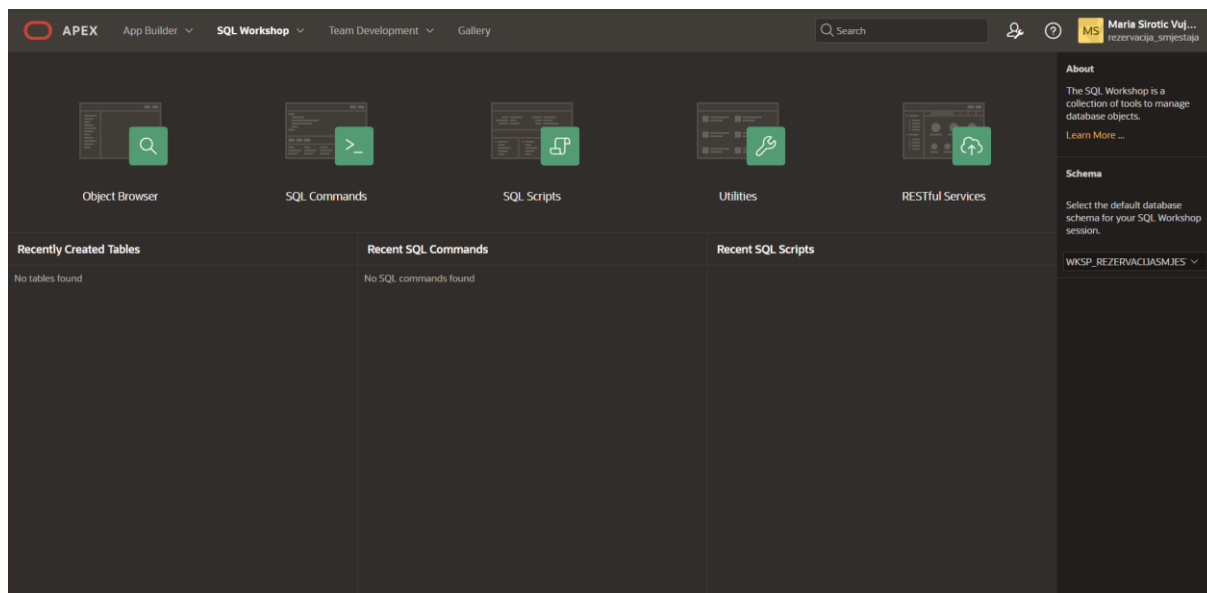 APEX
App Builder
SQL Workshop
Team Development
Gallery
Search
MS
Maria Sirotic Vuj...
rezervacija_smjestaja
Object Browser
>_
SQL Commands
SQL Scripts
Utilities
RESTful Services
Recently Created Tables
No tables found
Recent SQL Commands
No SQL commands found
Recent SQL Scripts
About
The SQL Workshop is a
collection of tools to manage
database objects.
Learn More ...
Schema
Select the default database
schema for your SQL Workshop
session.
WKSP_REZERVACIJASMJES